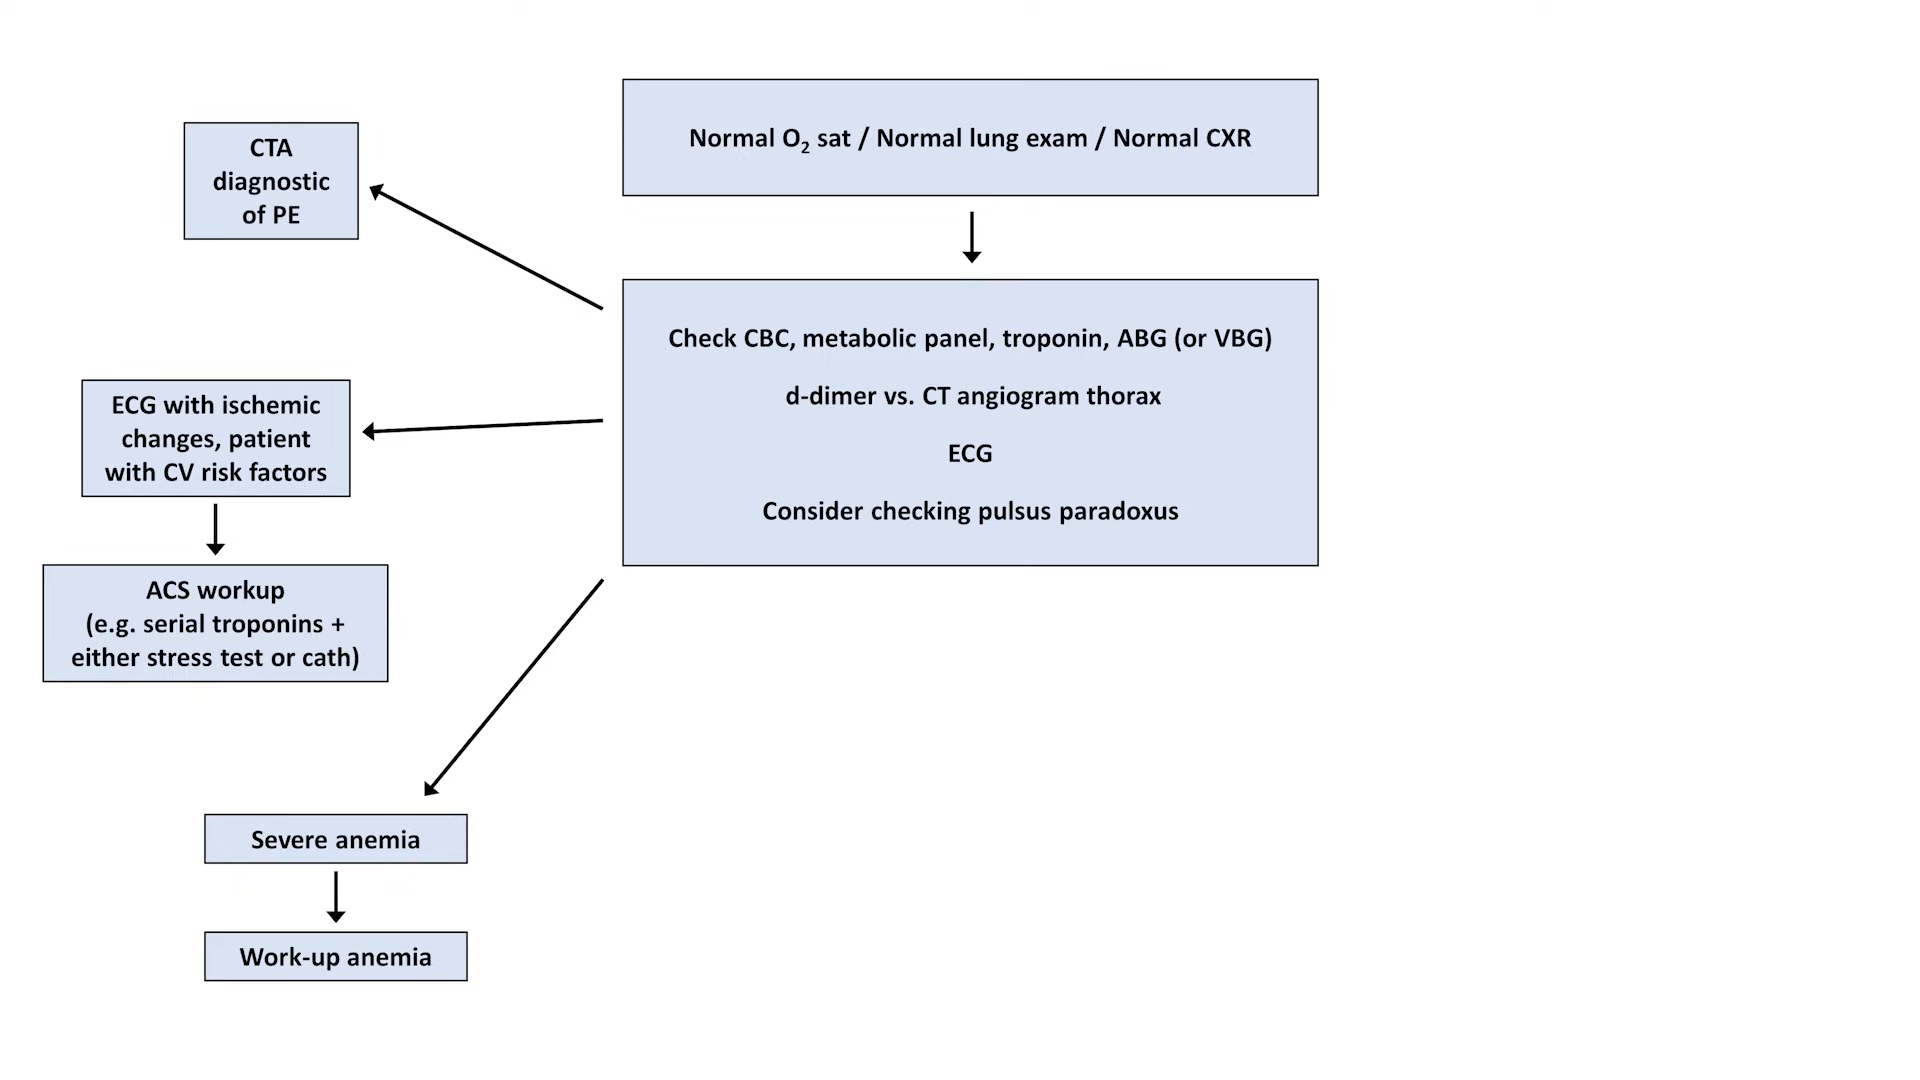 Normal O₂ sat / Normal lung exam / Normal CXR
CTA
diagnostic
of PE
Check CBC, metabolic panel, troponin, ABG (or VBG)
d-dimer vs. CT angiogram thorax
ECG
Consider checking pulsus paradoxus
ECG with ischemic
changes, patient
with CV risk factors
ACS workup
(e.g. serial troponins +
either stress test or cath)
Severe anemia
Work-up anemia